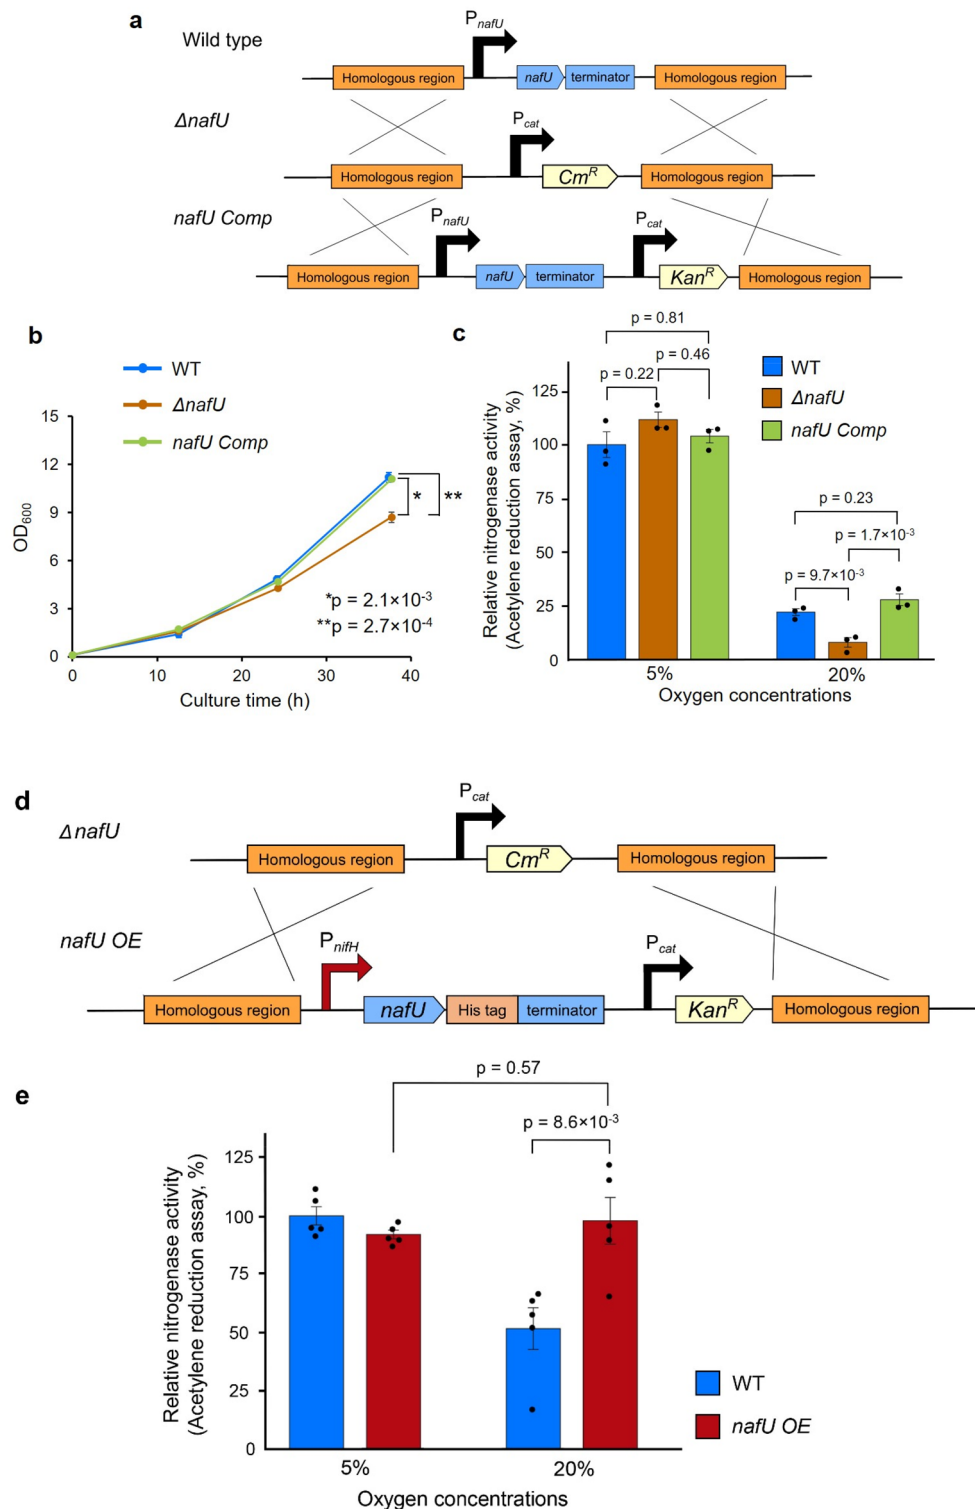 a
Wild type
PnafU
Homologous region
nafU
terminator
Homologous region
ΔnafU
Pcat
Homologous region
CmR
Homologous region
nafU Comp
PnafU
Pcat
Homologous region
nafU
terminator
KanR
Homologous region
b
WT
ΔnafU
nafU Comp
OD600
15
12
9
6
3
0
* **
*p = 2.1×10-3
**p = 2.7×10-4
0 10 20 30 40
Culture time (h)
c
p = 0.81
p = 0.46
p = 0.22
WT
ΔnafU
nafU Comp
Relative nitrogenase activity
(Acetylene reduction assay, %)
125
100
75
50
25
0
p = 0.23
p = 1.7×10-3
p = 9.7×10-3
5% 20%
Oxygen concentrations
d
ΔnafU
Pcat
Homologous region
CmR
Homologous region
nafU OE
PnifH
Pcat
Homologous region
nafU
His tag
terminator
KanR
Homologous region
e
p = 0.57
p = 8.6×10-3
Relative nitrogenase activity
(Acetylene reduction assay, %)
125
100
75
50
25
0
5% 20%
Oxygen concentrations
WT
nafU OE